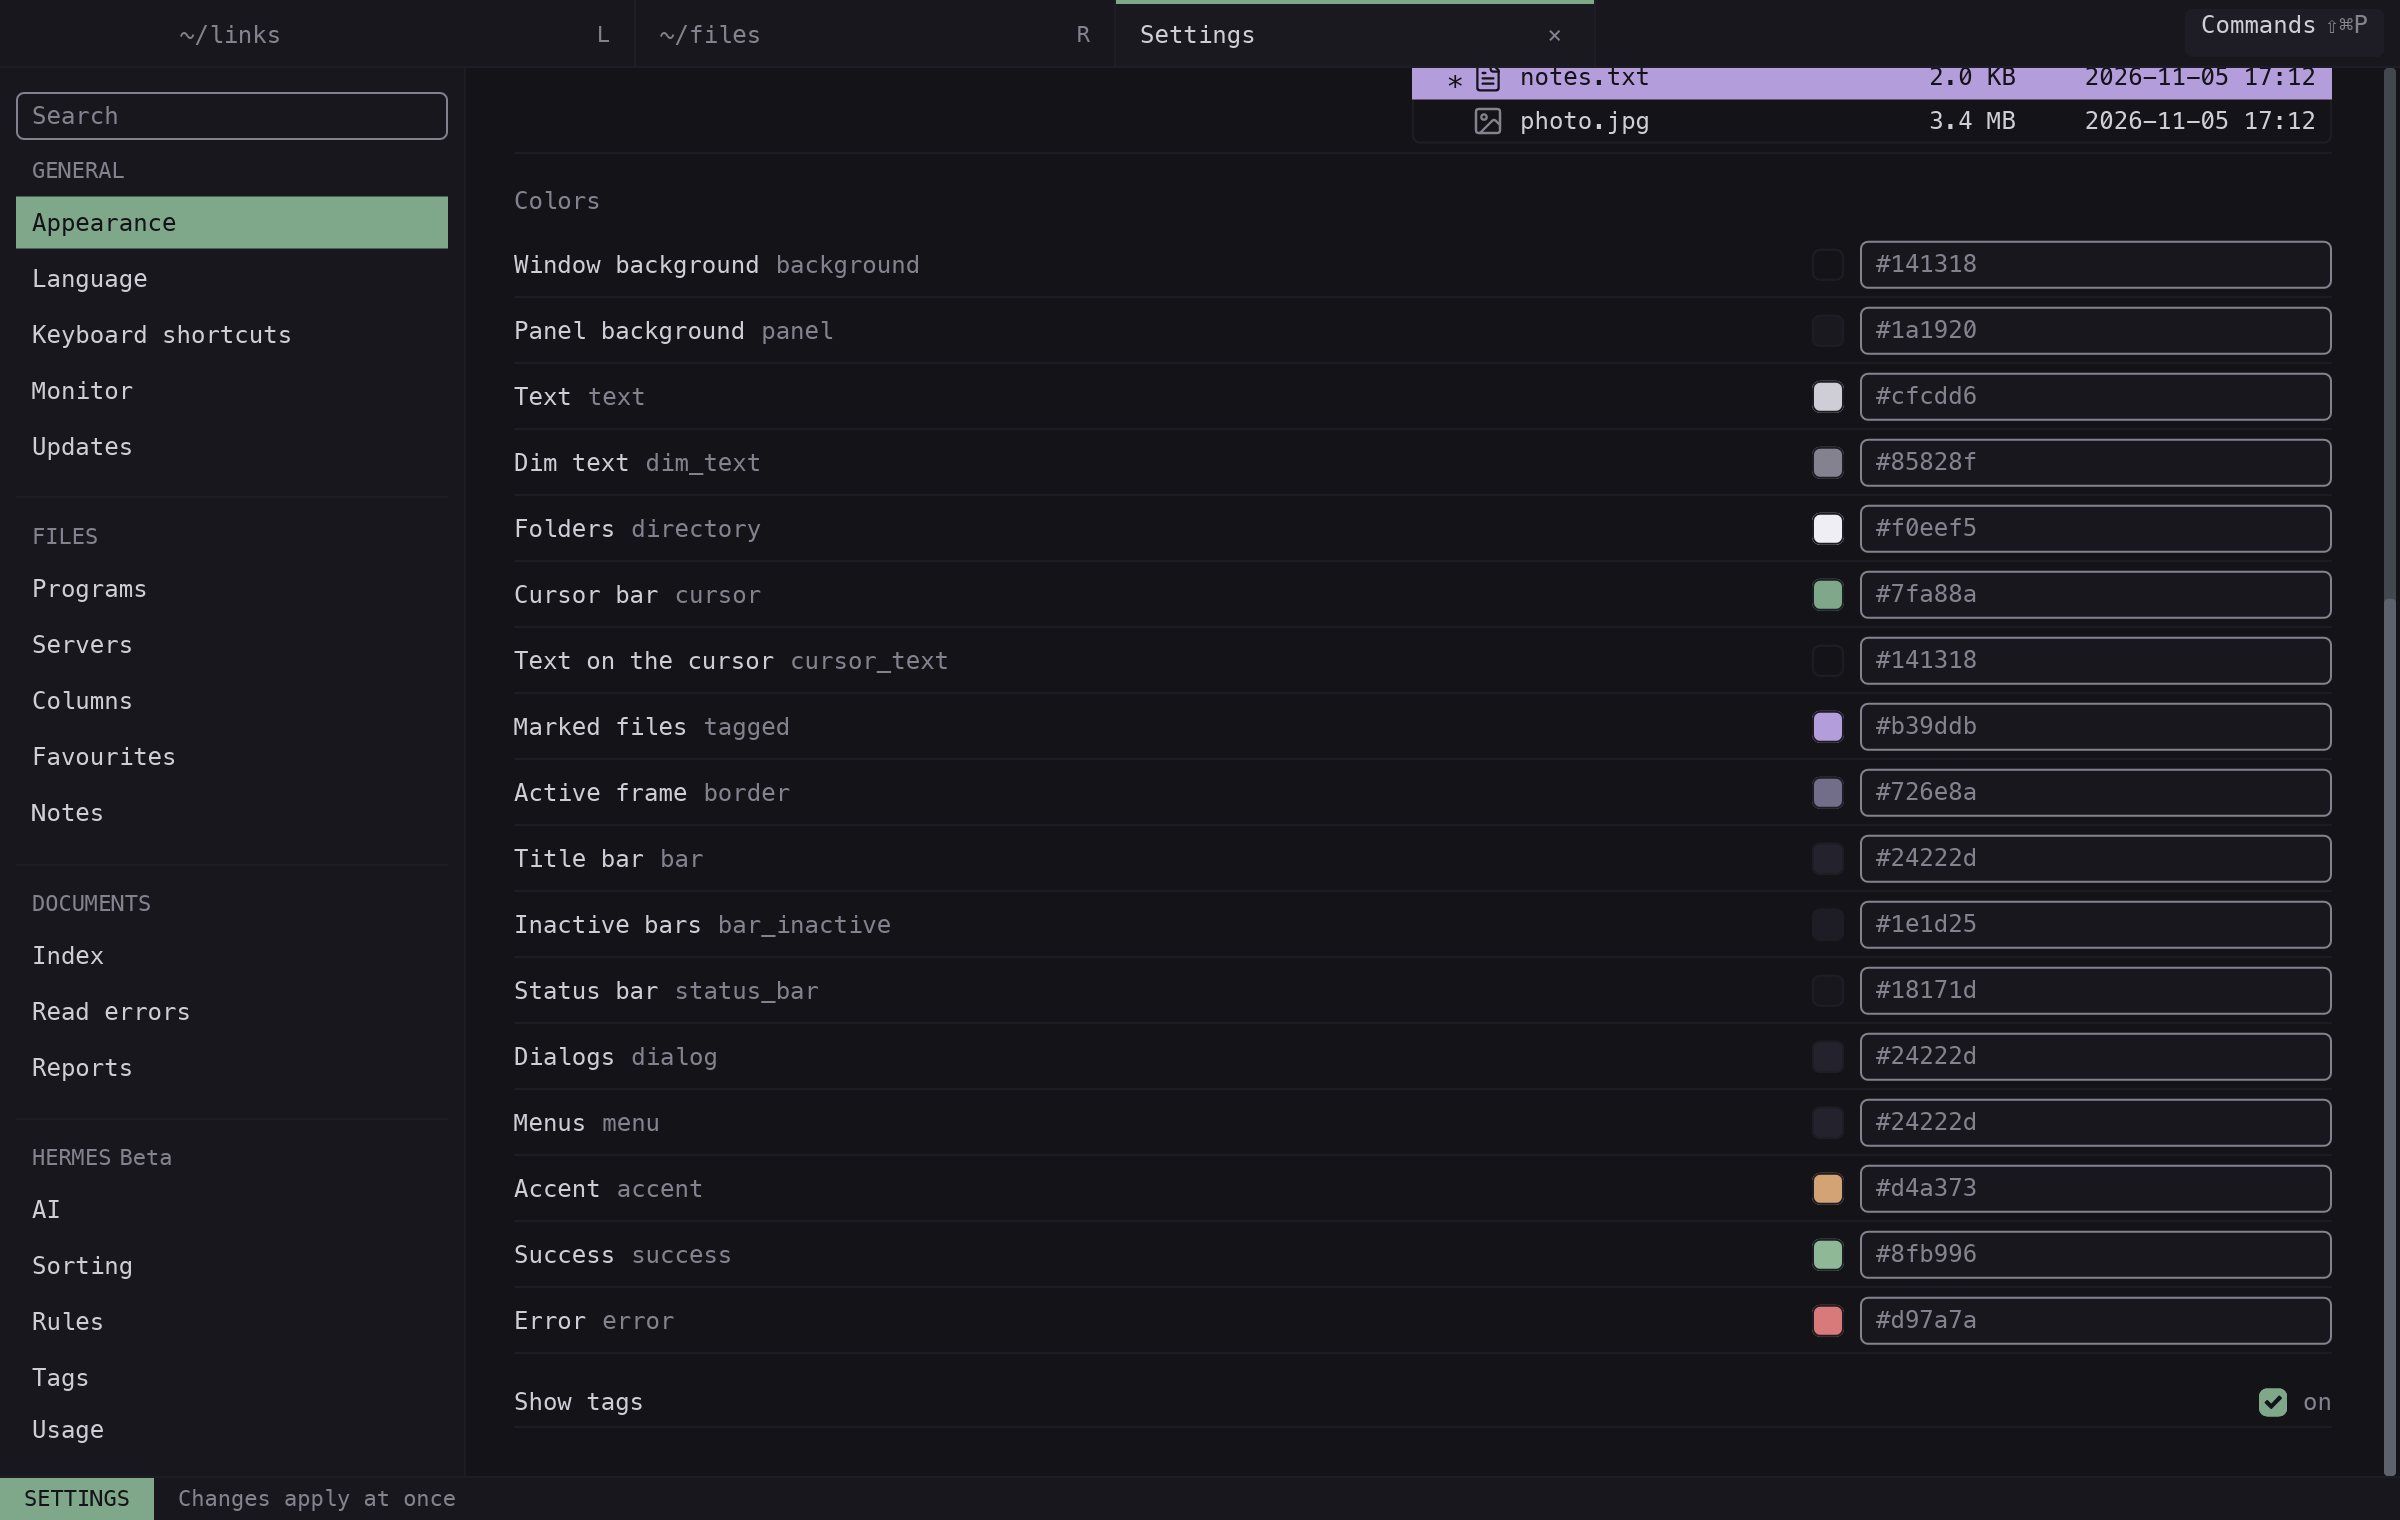 ~/links L ~/files R Settings × Commands ⇧⌘P
Search
GENERAL
Appearance
Language
Keyboard shortcuts
Monitor
Updates
FILES
Programs
Servers
Columns
Favourites
Notes
DOCUMENTS
Index
Read errors
Reports
HERMES Beta
AI
Sorting
Rules
Tags
Usage
* notes.txt 2.0 KB 2026-11-05 17:12
photo.jpg 3.4 MB 2026-11-05 17:12
Colors
Window background background #141318
Panel background panel #1a1920
Text text #cfcdd6
Dim text dim_text #85828f
Folders directory #f0eef5
Cursor bar cursor #7fa88a
Text on the cursor cursor_text #141318
Marked files tagged #b39ddb
Active frame border #726e8a
Title bar bar #24222d
Inactive bars bar_inactive #1e1d25
Status bar status_bar #18171d
Dialogs dialog #24222d
Menus menu #24222d
Accent accent #d4a373
Success success #8fb996
Error error #d97a7a
Show tags on
SETTINGS Changes apply at once